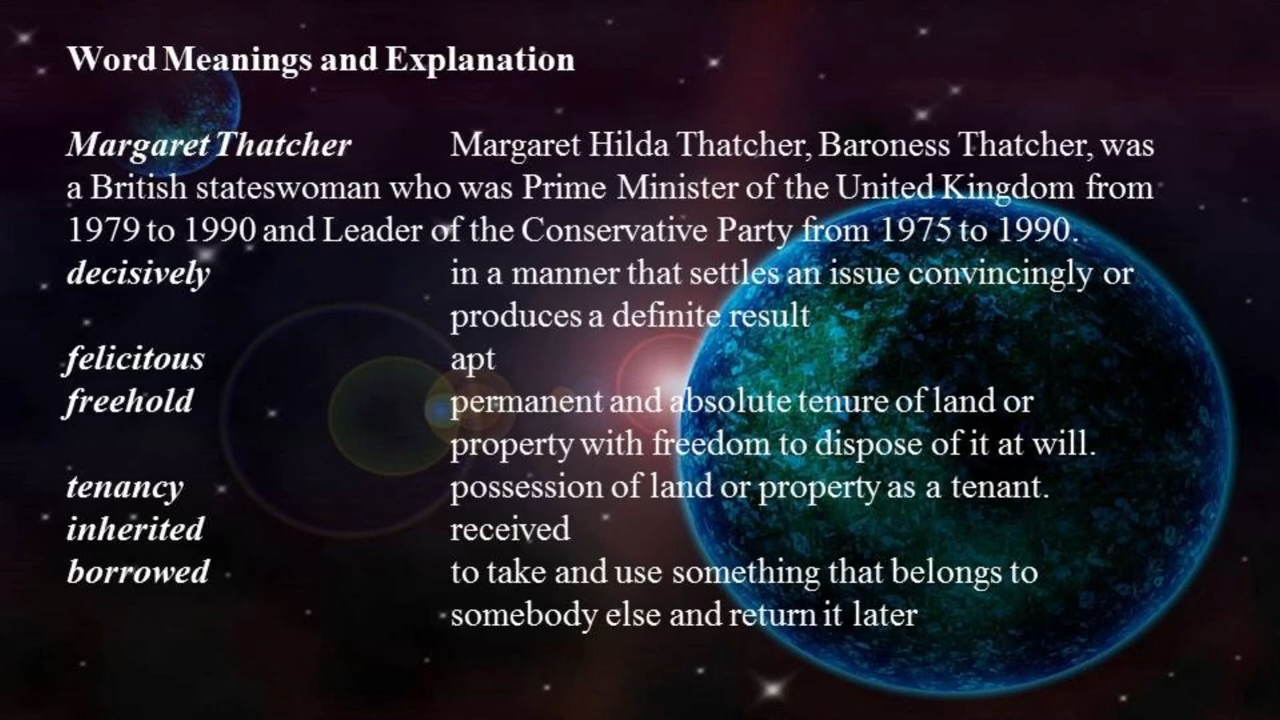 Word Meanings and Explanation
Margaret Thatcher Margaret Hilda Thatcher, Baroness Thatcher, was
a British stateswoman who was Prime Minister of the United Kingdom from
1979 to 1990 and Leader of the Conservative Party from 1975 to 1990.
decisively in a manner that settles an issue convincingly or
produces a definite result
felicitous apt
freehold permanent and absolute tenure of land or
property with freedom to dispose of it at will.
tenancy possession of land or property as a tenant.
inherited received
borrowed to take and use something that belongs to
somebody else and return it later